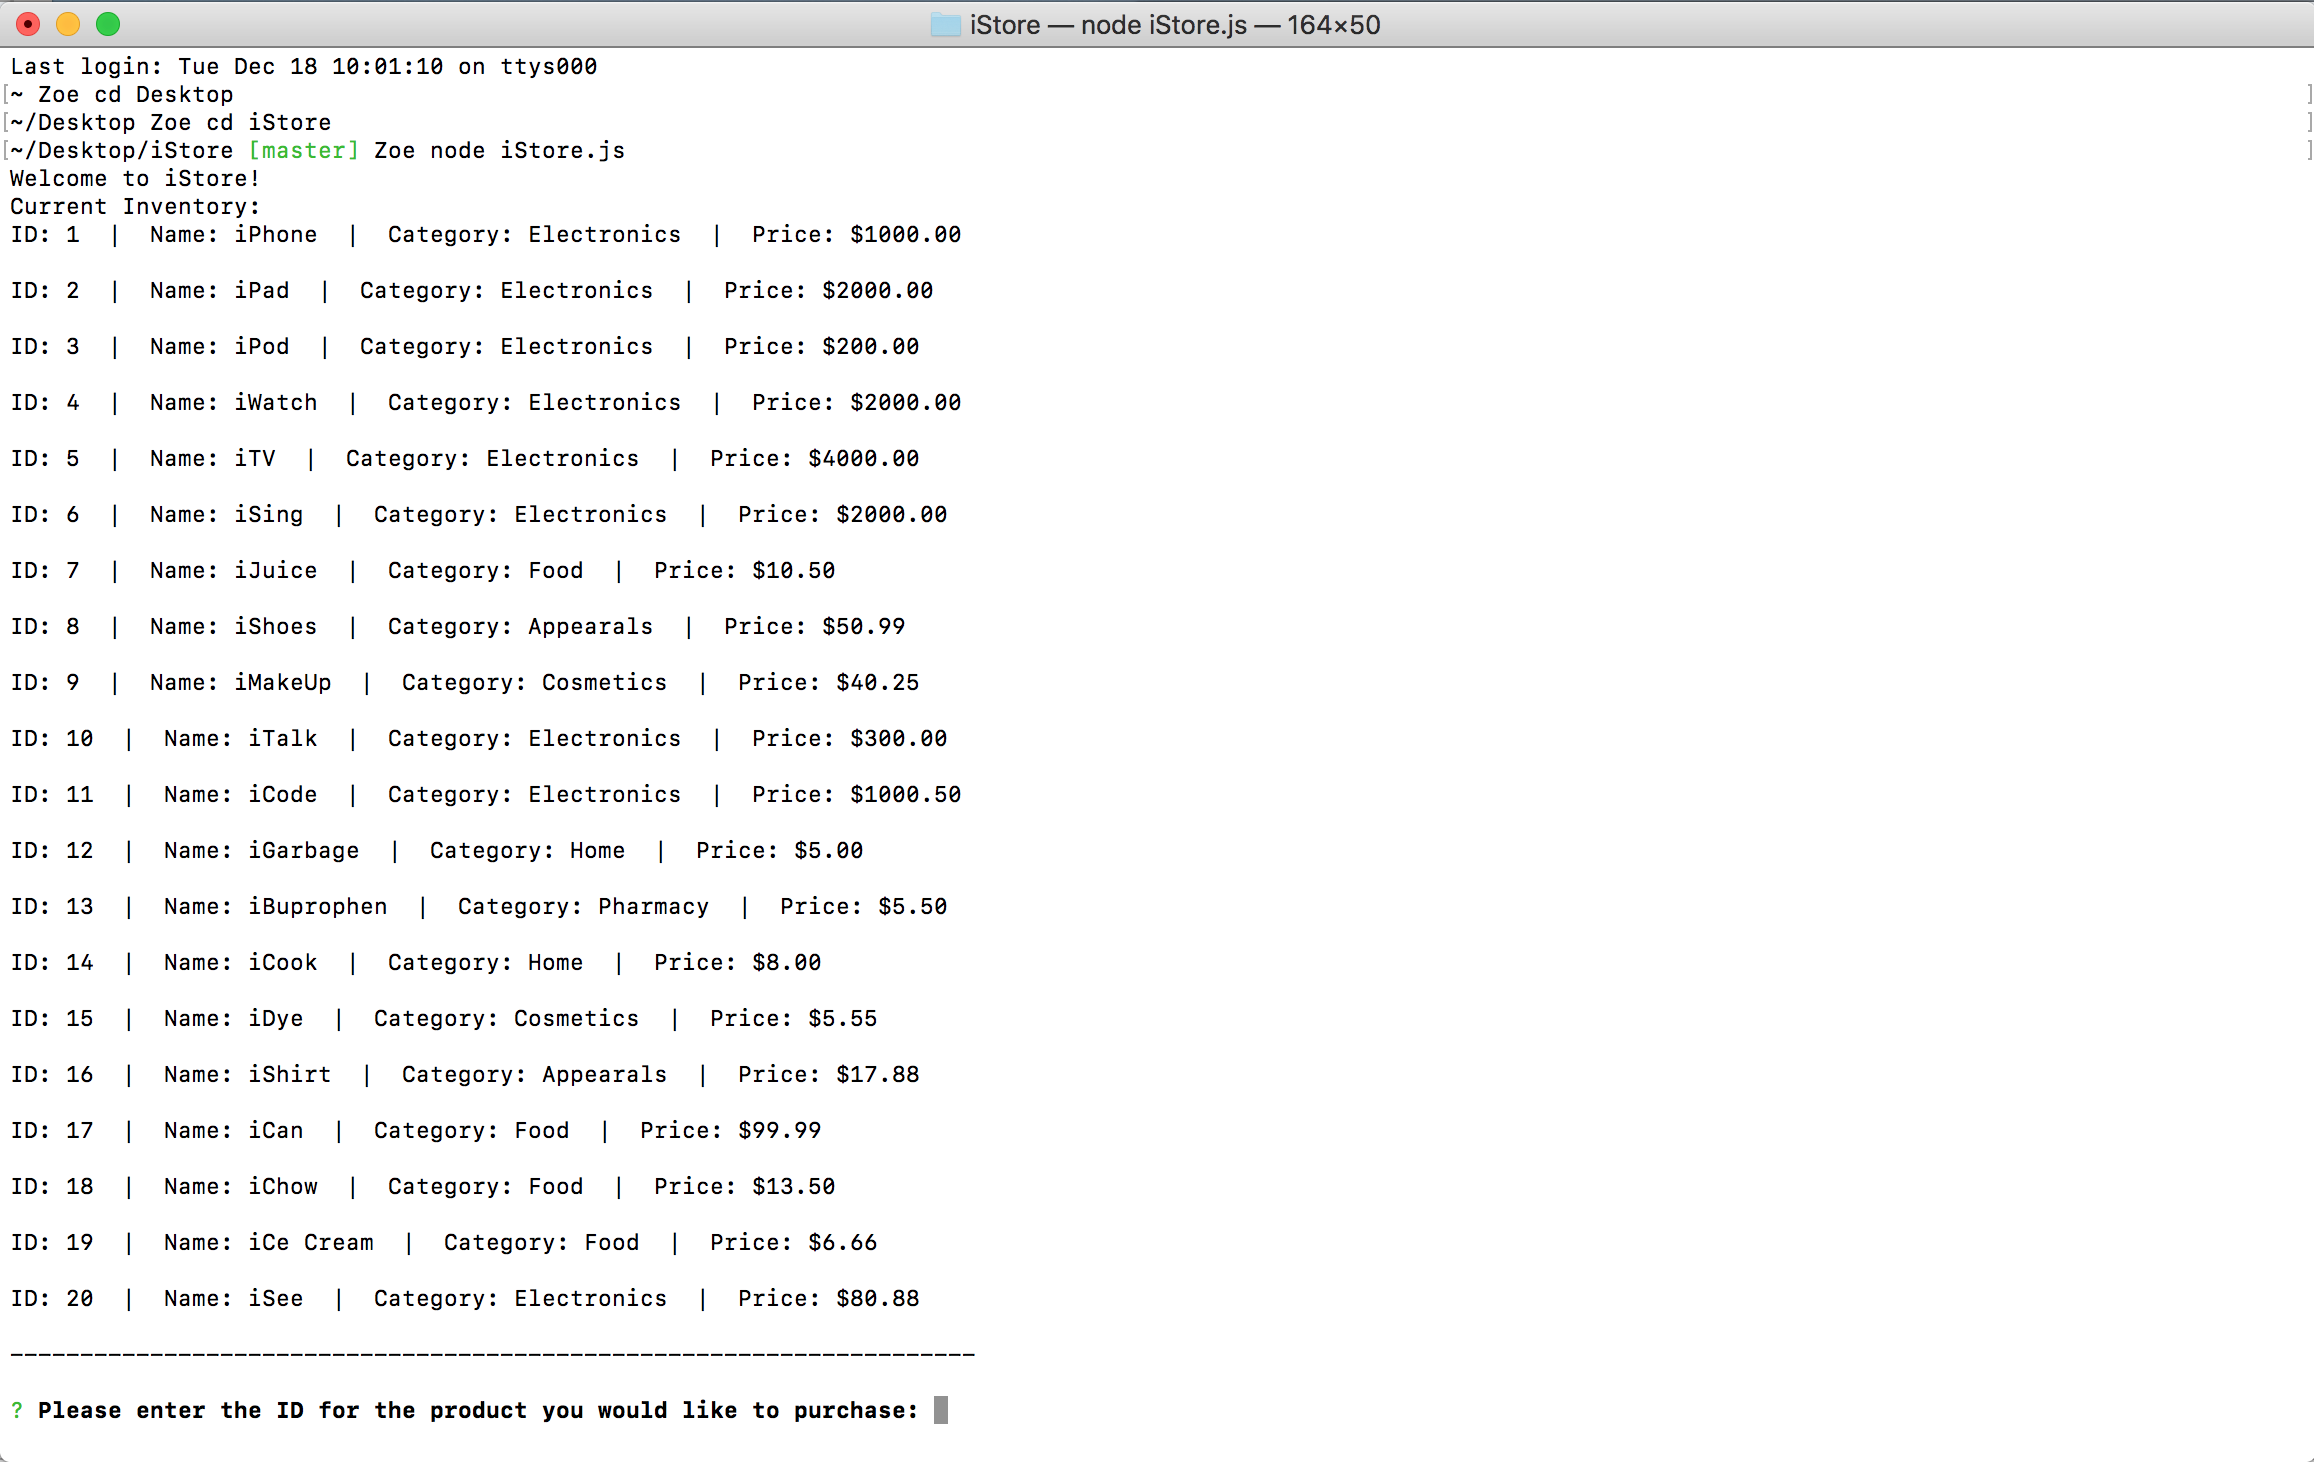 iStore — node iStore.js — 164×50
Last login: Tue Dec 18 10:01:10 on ttys000
[~ Zoe cd Desktop ]
[~/Desktop Zoe cd iStore ]
[~/Desktop/iStore [master] Zoe node iStore.js ]
Welcome to iStore!
Current Inventory:
ID: 1  |  Name: iPhone  |  Category: Electronics  |  Price: $1000.00
ID: 2  |  Name: iPad  |  Category: Electronics  |  Price: $2000.00
ID: 3  |  Name: iPod  |  Category: Electronics  |  Price: $200.00
ID: 4  |  Name: iWatch  |  Category: Electronics  |  Price: $2000.00
ID: 5  |  Name: iTV  |  Category: Electronics  |  Price: $4000.00
ID: 6  |  Name: iSing  |  Category: Electronics  |  Price: $2000.00
ID: 7  |  Name: iJuice  |  Category: Food  |  Price: $10.50
ID: 8  |  Name: iShoes  |  Category: Appearals  |  Price: $50.99
ID: 9  |  Name: iMakeUp  |  Category: Cosmetics  |  Price: $40.25
ID: 10  |  Name: iTalk  |  Category: Electronics  |  Price: $300.00
ID: 11  |  Name: iCode  |  Category: Electronics  |  Price: $1000.50
ID: 12  |  Name: iGarbage  |  Category: Home  |  Price: $5.00
ID: 13  |  Name: iBuprophen  |  Category: Pharmacy  |  Price: $5.50
ID: 14  |  Name: iCook  |  Category: Home  |  Price: $8.00
ID: 15  |  Name: iDye  |  Category: Cosmetics  |  Price: $5.55
ID: 16  |  Name: iShirt  |  Category: Appearals  |  Price: $17.88
ID: 17  |  Name: iCan  |  Category: Food  |  Price: $99.99
ID: 18  |  Name: iChow  |  Category: Food  |  Price: $13.50
ID: 19  |  Name: iCe Cream  |  Category: Food  |  Price: $6.66
ID: 20  |  Name: iSee  |  Category: Electronics  |  Price: $80.88
---------------------------------------------------------------------
? Please enter the ID for the product you would like to purchase: